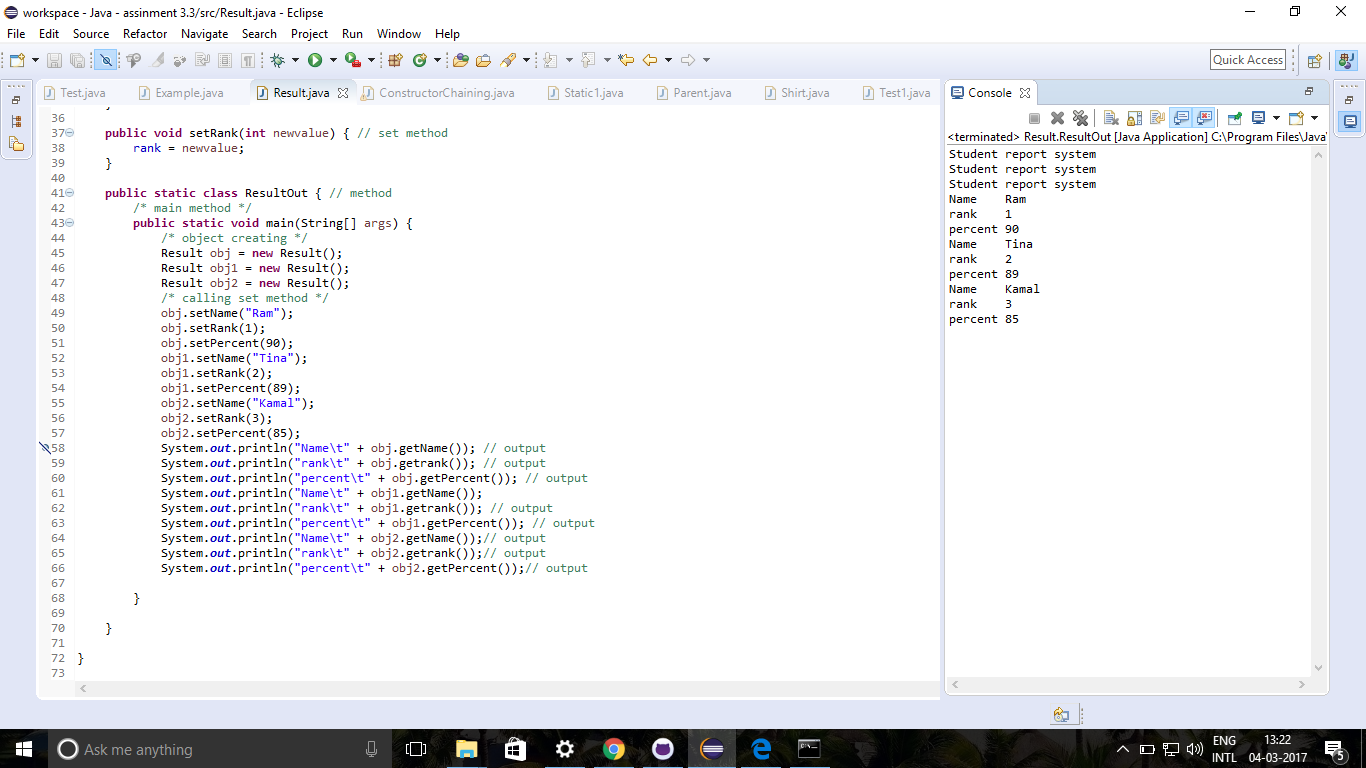 workspace - Java - assinment 3.3/src/Result.java - Eclipse
File Edit Source Refactor Navigate Search Project Run Window Help
Quick Access
Test.java Example.java Result.java ConstructorChaining.java Static1.java Parent.java Shirt.java Test1.java
36 }
37 public void setRank(int newvalue) { // set method
38 rank = newvalue;
39 }
40
41 public static class ResultOut { // method
42 /* main method */
43 public static void main(String[] args) {
44 /* object creating */
45 Result obj = new Result();
46 Result obj1 = new Result();
47 Result obj2 = new Result();
48 /* calling set method */
49 obj.setName("Ram");
50 obj.setRank(1);
51 obj.setPercent(90);
52 obj1.setName("Tina");
53 obj1.setRank(2);
54 obj1.setPercent(89);
55 obj2.setName("Kamal");
56 obj2.setRank(3);
57 obj2.setPercent(85);
58 System.out.println("Name\t" + obj.getName()); // output
59 System.out.println("rank\t" + obj.getrank()); // output
60 System.out.println("percent\t" + obj.getPercent()); // output
61 System.out.println("Name\t" + obj1.getName());
62 System.out.println("rank\t" + obj1.getrank()); // output
63 System.out.println("percent\t" + obj1.getPercent()); // output
64 System.out.println("Name\t" + obj2.getName());// output
65 System.out.println("rank\t" + obj2.getrank());// output
66 System.out.println("percent\t" + obj2.getPercent());// output
67
68 }
69
70 }
71
72 }
73
Console
<terminated> Result.ResultOut [Java Application] C:\Program Files\Java\
Student report system
Student report system
Student report system
Name Ram
rank 1
percent 90
Name Tina
rank 2
percent 89
Name Kamal
rank 3
percent 85
Ask me anything
ENG
INTL
13:22
04-03-2017
5